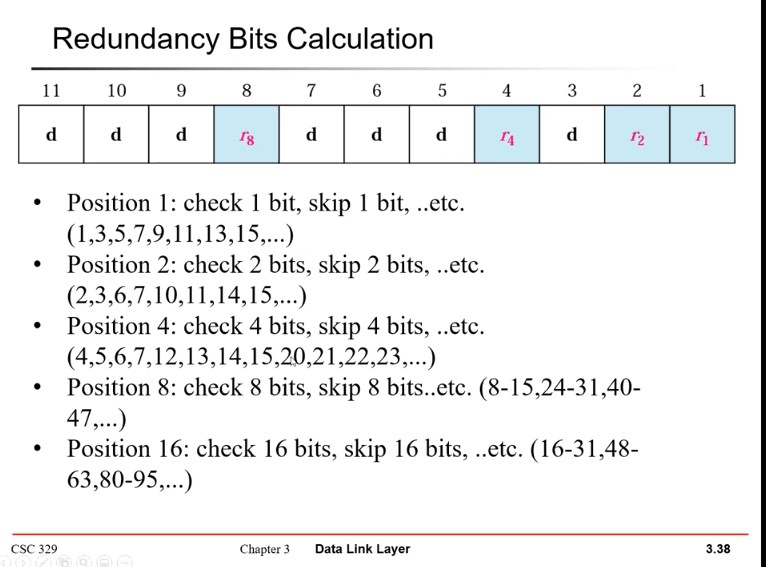 Redundancy Bits Calculation
11 10 9 8 7 6 5 4 3 2 1
d d d r8 d d d r4 d r2 r1
• Position 1: check 1 bit, skip 1 bit, ..etc.
(1,3,5,7,9,11,13,15,...)
• Position 2: check 2 bits, skip 2 bits, ..etc.
(2,3,6,7,10,11,14,15,...)
• Position 4: check 4 bits, skip 4 bits, ..etc.
(4,5,6,7,12,13,14,15,20,21,22,23,...)
• Position 8: check 8 bits, skip 8 bits..etc. (8-15,24-31,40-
47,...)
• Position 16: check 16 bits, skip 16 bits, ..etc. (16-31,48-
63,80-95,...)
CSC 329 Chapter 3 Data Link Layer 3.38